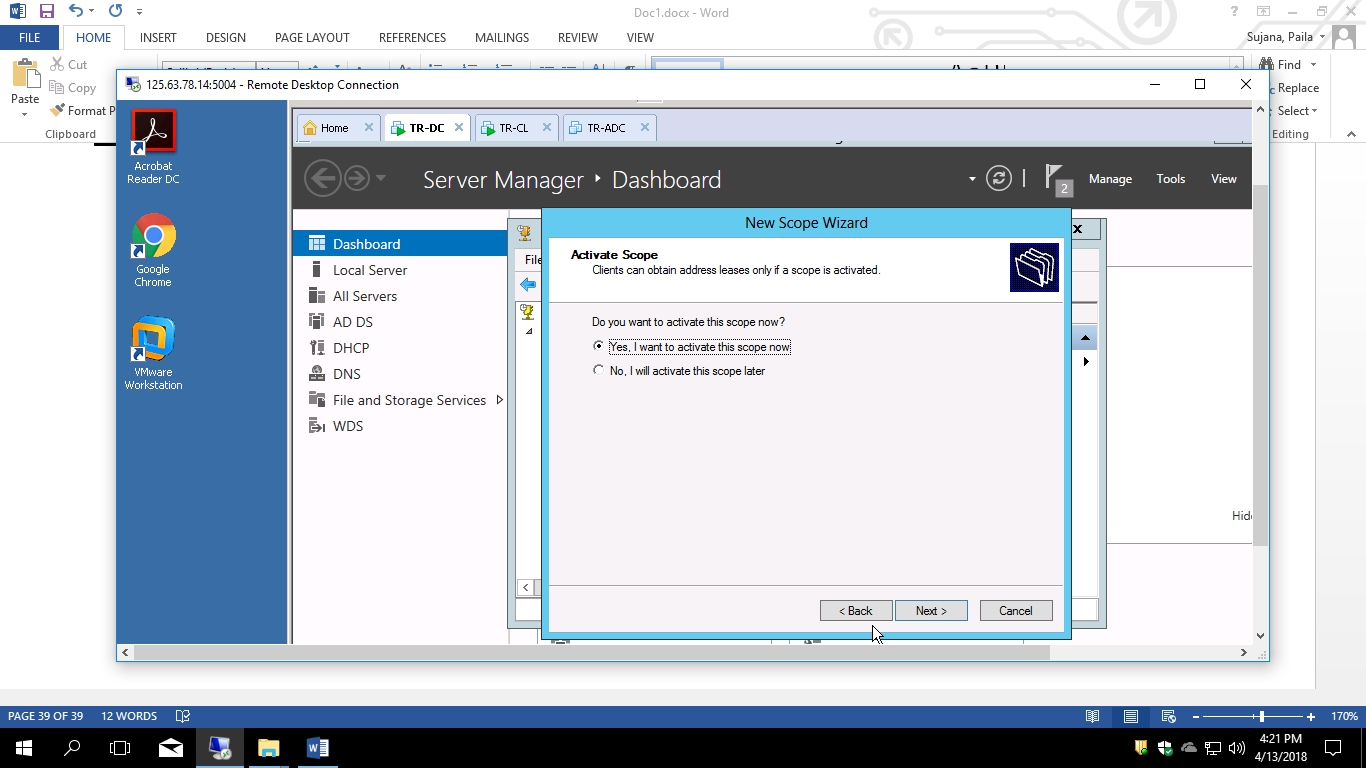 Doc1.docx - Word
FILE HOME INSERT DESIGN PAGE LAYOUT REFERENCES MAILINGS REVIEW VIEW Sujana, Paila
Cut
Find
Paste
Copy
Replace
Format P
Select
Clipboard
Editing
125.63.78.14:5004 - Remote Desktop Connection
Acrobat
Reader DC
Google
Chrome
VMware
Workstation
Home TR-DC TR-CL TR-ADC
Server Manager Dashboard 2 Manage Tools View
Dashboard
Local Server
All Servers
AD DS
DHCP
DNS
File and Storage Services
WDS
File
X
New Scope Wizard
Activate Scope
Clients can obtain address leases only if a scope is activated.
Do you want to activate this scope now?
Yes, I want to activate this scope now
No, I will activate this scope later
< Back Next > Cancel
PAGE 39 OF 39 12 WORDS 170%
4:21 PM
4/13/2018